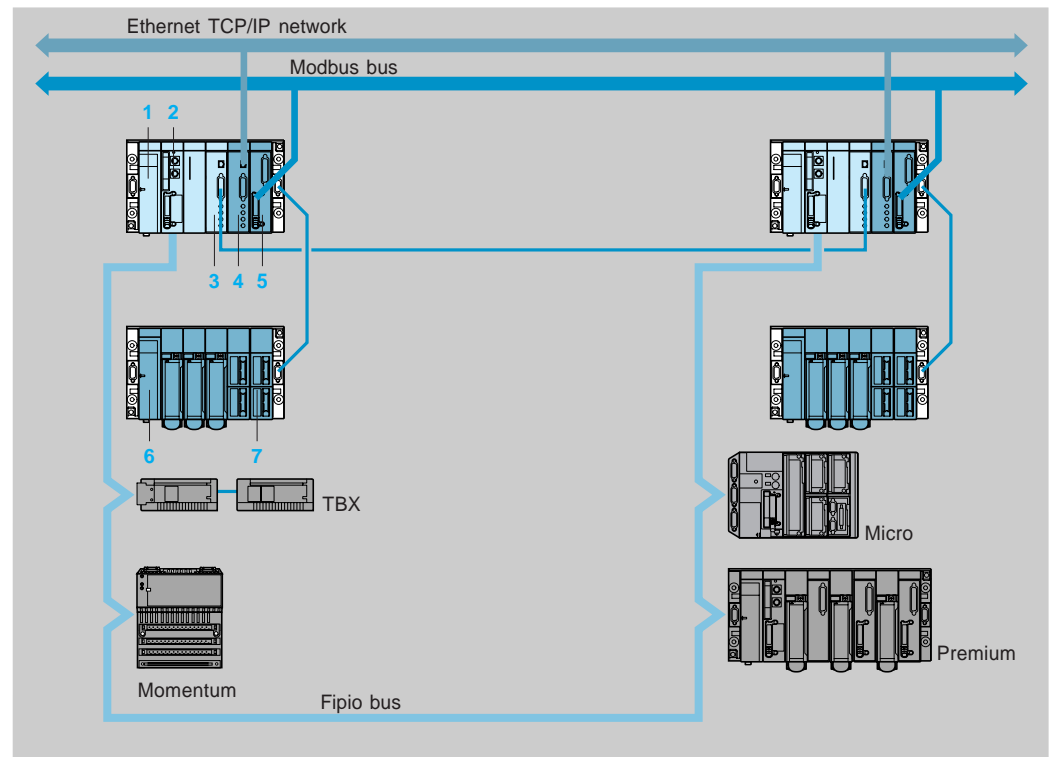 Ethernet TCP/IP network
Modbus bus
1 2
3 4 5
6 7
TBX
Micro
Momentum
Premium
Fipio bus